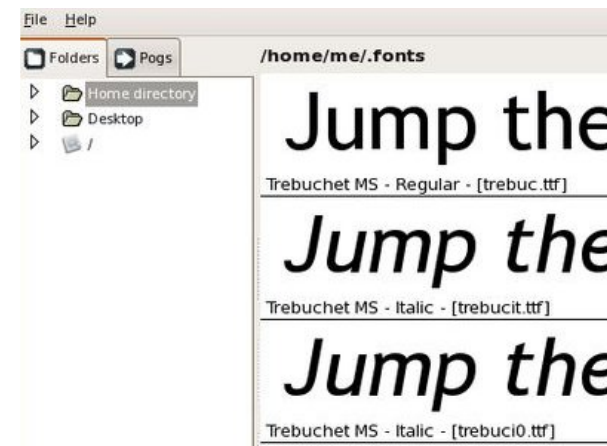 File Help
Folders Pogs
/home/me/.fonts
Home directory
Desktop
/
Jump the
Trebuchet MS - Regular - [trebuc.ttf]
Jump the
Trebuchet MS - Italic - [trebucit.ttf]
Jump the
Trebuchet MS - Italic - [trebuci0.ttf]